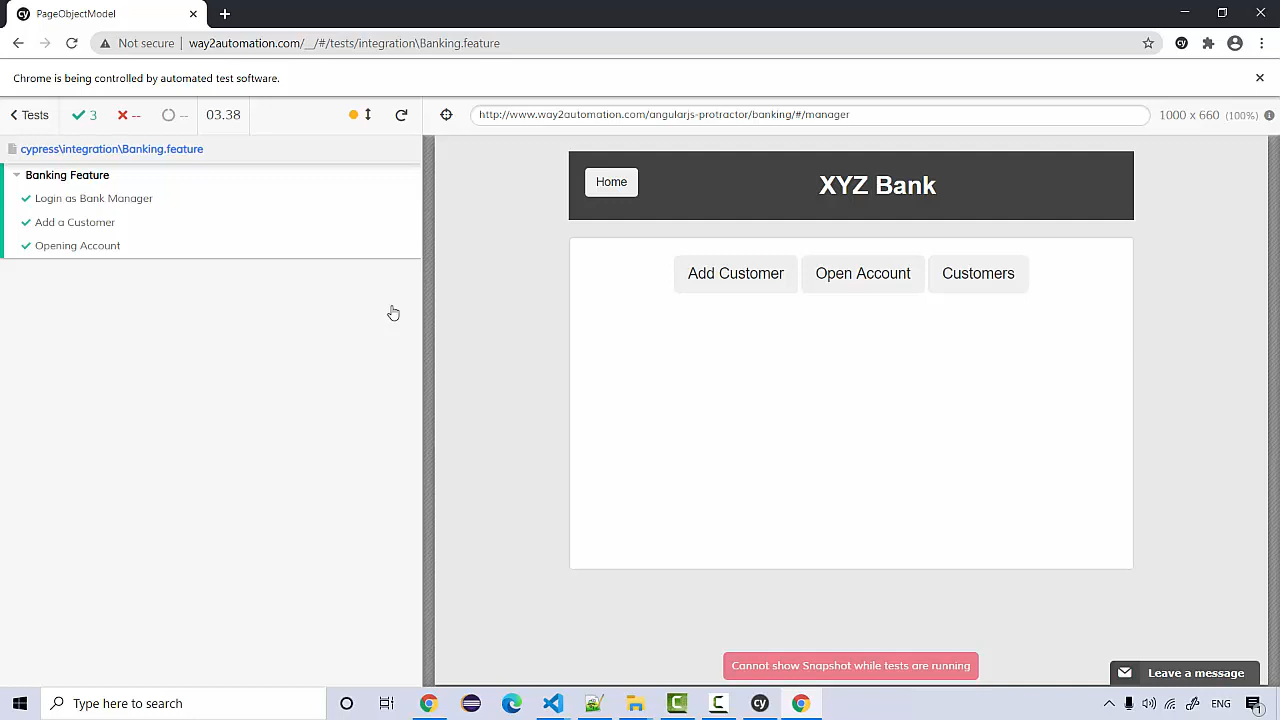 PageObjectModel
Not secure | way2automation.com/__/#/tests/integration\Banking.feature
Chrome is being controlled by automated test software.
Tests 3 -- -- 03.38
http://www.way2automation.com/angularjs-protractor/banking/#/manager 1000 x 660 (100%)
cypress\integration\Banking.feature
Banking Feature
Login as Bank Manager
Add a Customer
Opening Account
Home
XYZ Bank
Add Customer
Open Account
Customers
Cannot show Snapshot while tests are running
Leave a message
Type here to search
ENG
1